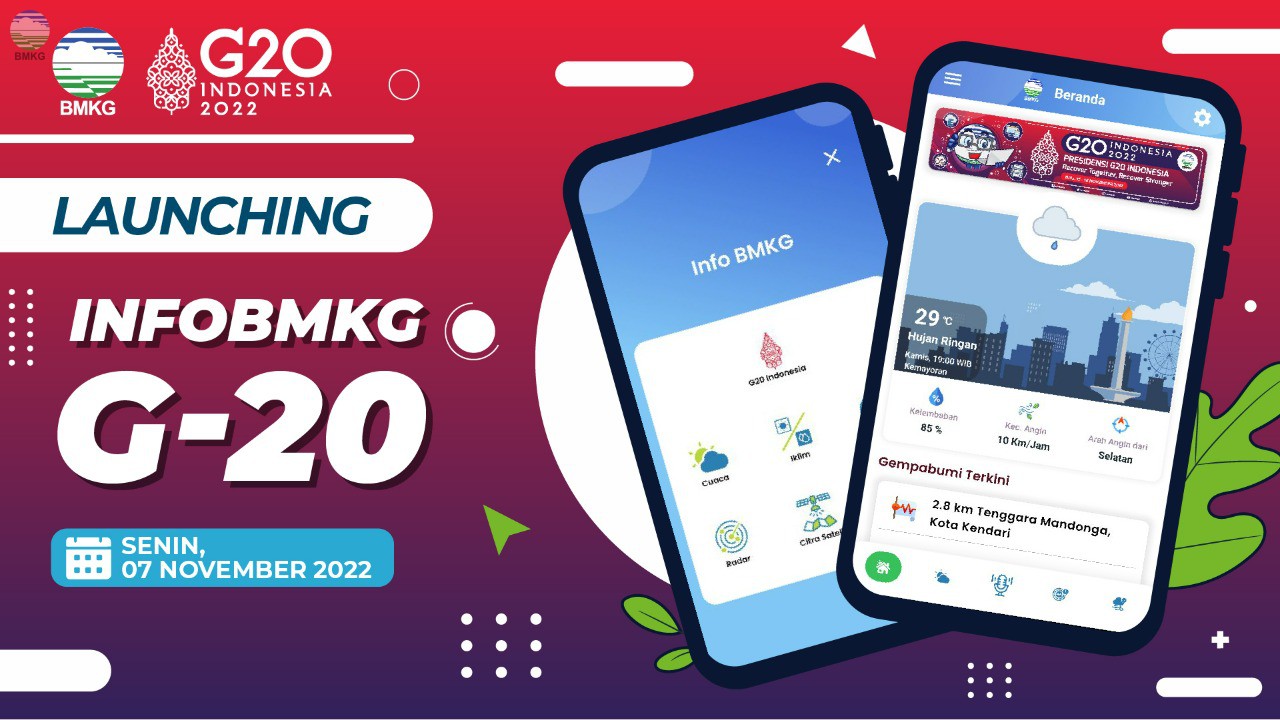 BMKG
BMKG
G20
INDONESIA
2022
LAUNCHING
INFOBMKG
G-20
SENIN,
07 NOVEMBER 2022
Info BMKG
G20 Indonesia
Cuaca
Iklim
Radar
Citra Satel
BMKG
Beranda
G20 INDONESIA
2022
PRESIDENSI G20 INDONESIA
Recover Together, Recover Stronger
29 °C
Hujan Ringan
Kamis, 19:00 WIB
Kemayoran
Kelembaban
85 %
Kec. Angin
10 Km/Jam
Arah Angin dari
Selatan
Gempabumi Terkini
2.8 km Tenggara Mandonga,
Kota Kendari